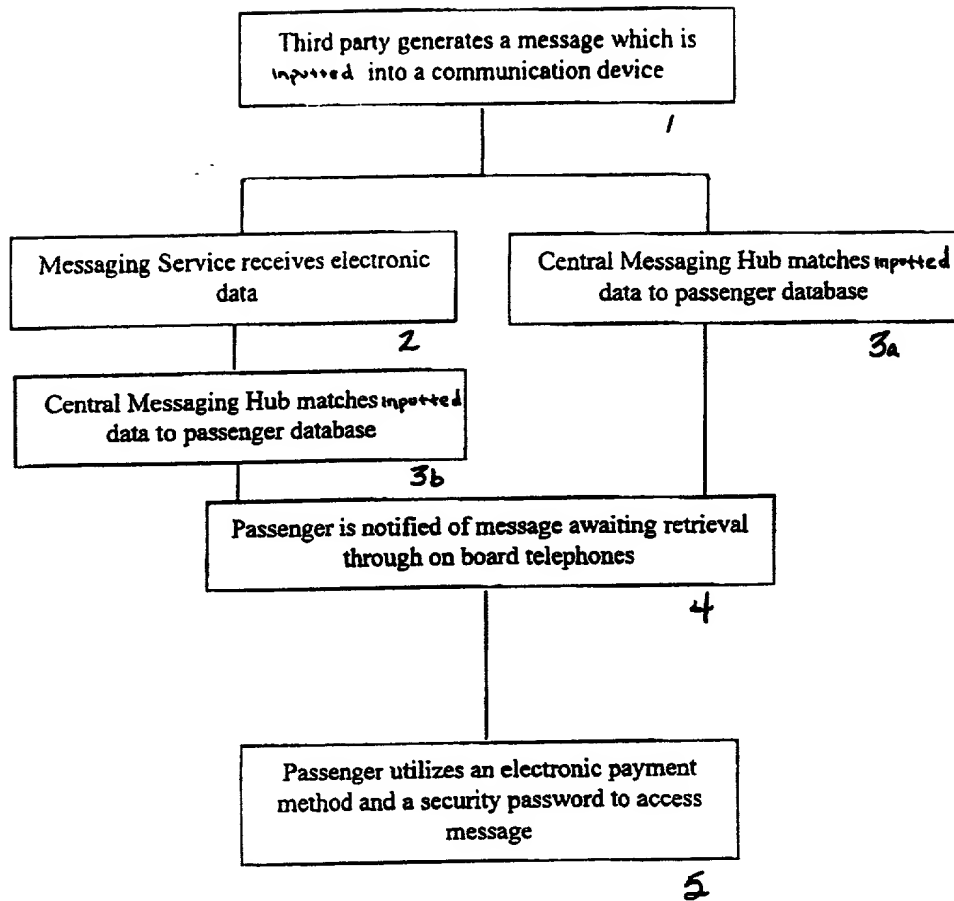 Third party generates a message which is
inputted into a communication device
1
Messaging Service receives electronic
data
2
Central Messaging Hub matches inputted
data to passenger database
3a
Central Messaging Hub matches inputted
data to passenger database
3b
Passenger is notified of message awaiting retrieval
through on board telephones
4
Passenger utilizes an electronic payment
method and a security password to access
message
5